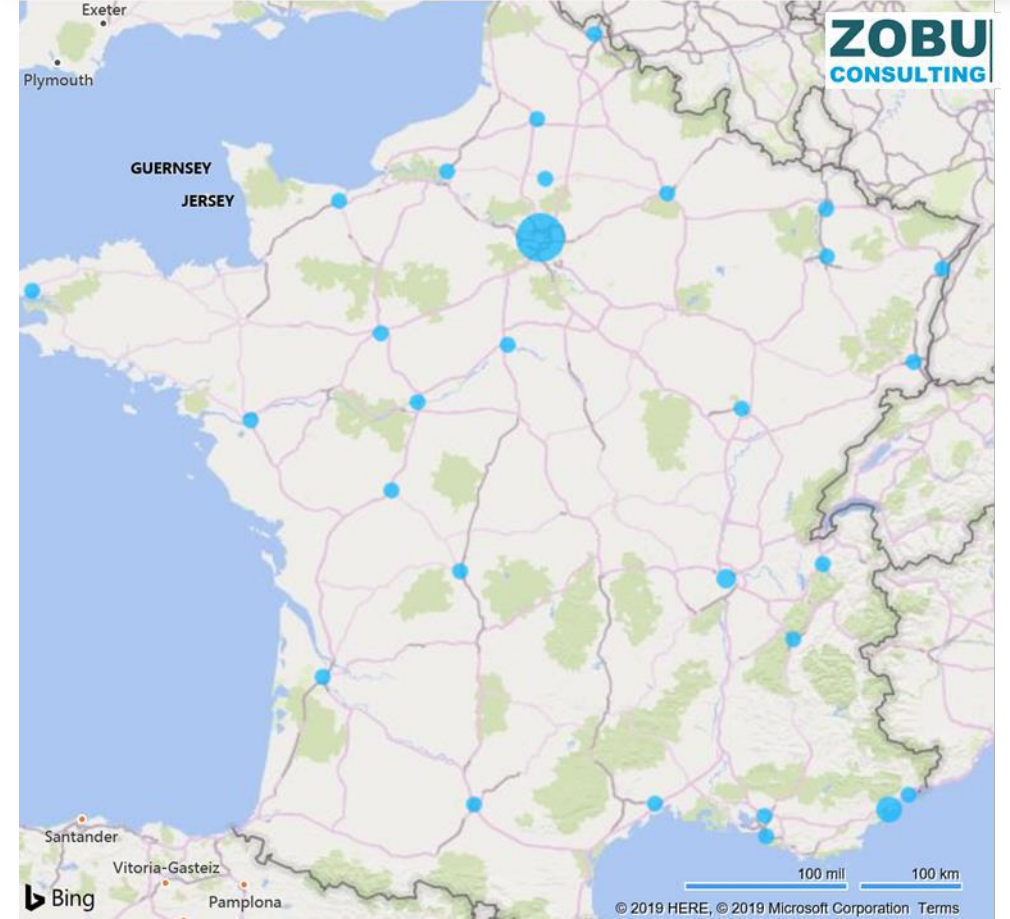 Exeter
ZOBU
CONSULTING
Plymouth
GUERNSEY
JERSEY
Santander
Vitoria-Gasteiz
Pamplona
100 mil
100 km
Bing
© 2019 HERE, © 2019 Microsoft Corporation Terms